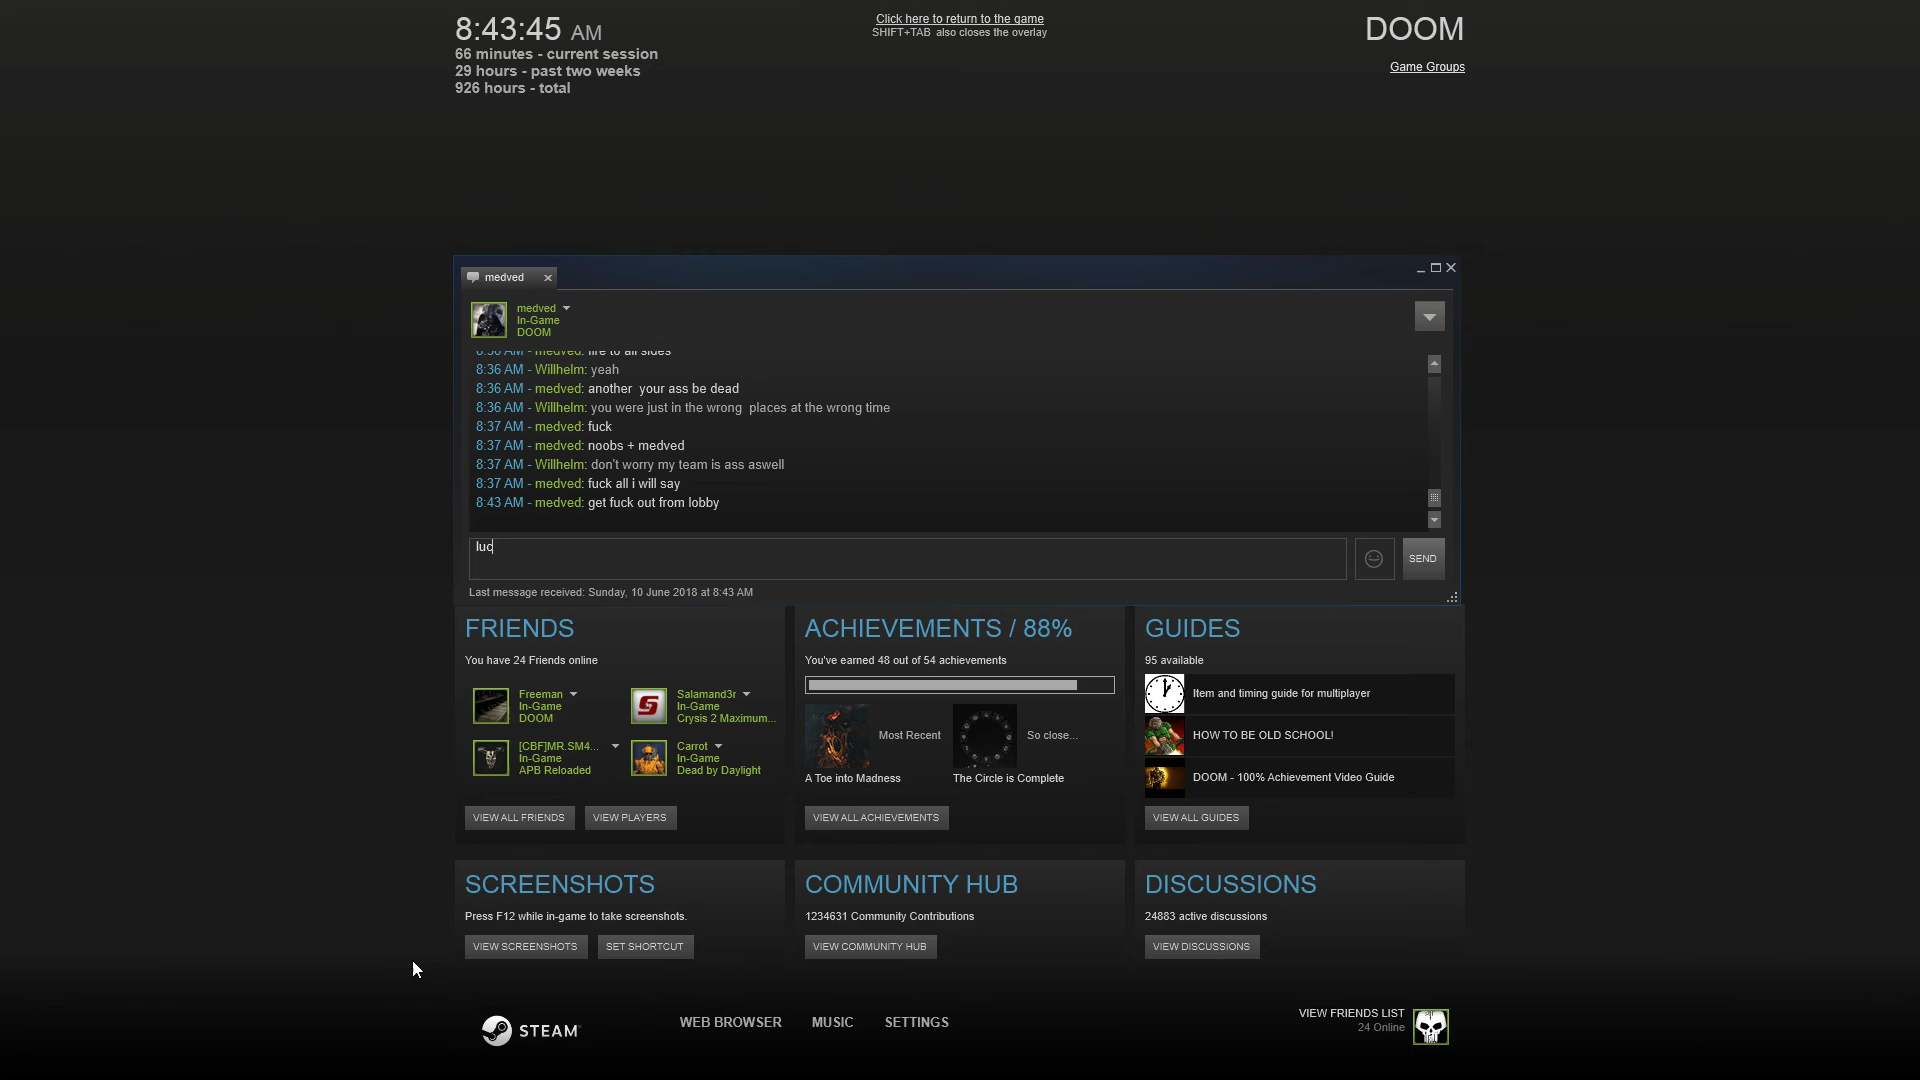 8:43:45 AM
66 minutes - current session
29 hours - past two weeks
926 hours - total
Click here to return to the game
SHIFT+TAB also closes the overlay
DOOM
Game Groups
medved
medved
In-Game
DOOM
8:36 AM - medved: fire to all sides
8:36 AM - Willhelm: yeah
8:36 AM - medved: another your ass be dead
8:36 AM - Willhelm: you were just in the wrong places at the wrong time
8:37 AM - medved: fuck
8:37 AM - medved: noobs + medved
8:37 AM - Willhelm: don't worry my team is ass aswell
8:37 AM - medved: fuck all i will say
8:43 AM - medved: get fuck out from lobby
luc
SEND
Last message received: Sunday, 10 June 2018 at 8:43 AM
FRIENDS
You have 24 Friends online
Freeman
In-Game
DOOM
Salamand3r
In-Game
Crysis 2 Maximum...
[CBF]MR.SM4...
In-Game
APB Reloaded
Carrot
In-Game
Dead by Daylight
VIEW ALL FRIENDS
VIEW PLAYERS
ACHIEVEMENTS / 88%
You've earned 48 out of 54 achievements
Most Recent
So close...
A Toe into Madness
The Circle is Complete
VIEW ALL ACHIEVEMENTS
GUIDES
95 available
Item and timing guide for multiplayer
HOW TO BE OLD SCHOOL!
DOOM - 100% Achievement Video Guide
VIEW ALL GUIDES
SCREENSHOTS
Press F12 while in-game to take screenshots.
VIEW SCREENSHOTS
SET SHORTCUT
COMMUNITY HUB
1234631 Community Contributions
VIEW COMMUNITY HUB
DISCUSSIONS
24883 active discussions
VIEW DISCUSSIONS
STEAM
WEB BROWSER
MUSIC
SETTINGS
VIEW FRIENDS LIST
24 Online